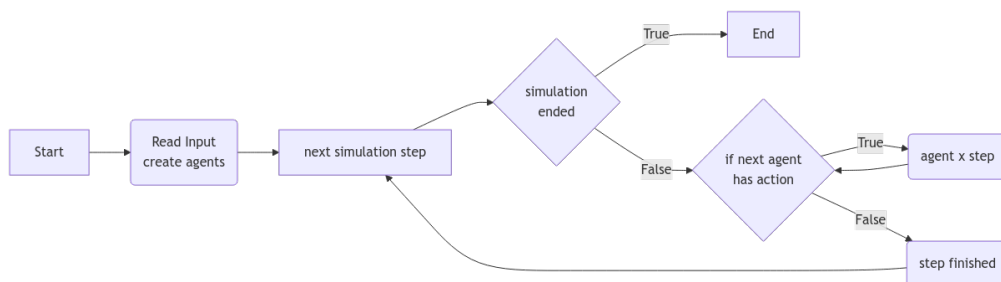 Start
Read Input
create agents
next simulation step
simulation
ended
True
End
False
if next agent
has action
True
agent x step
False
step finished